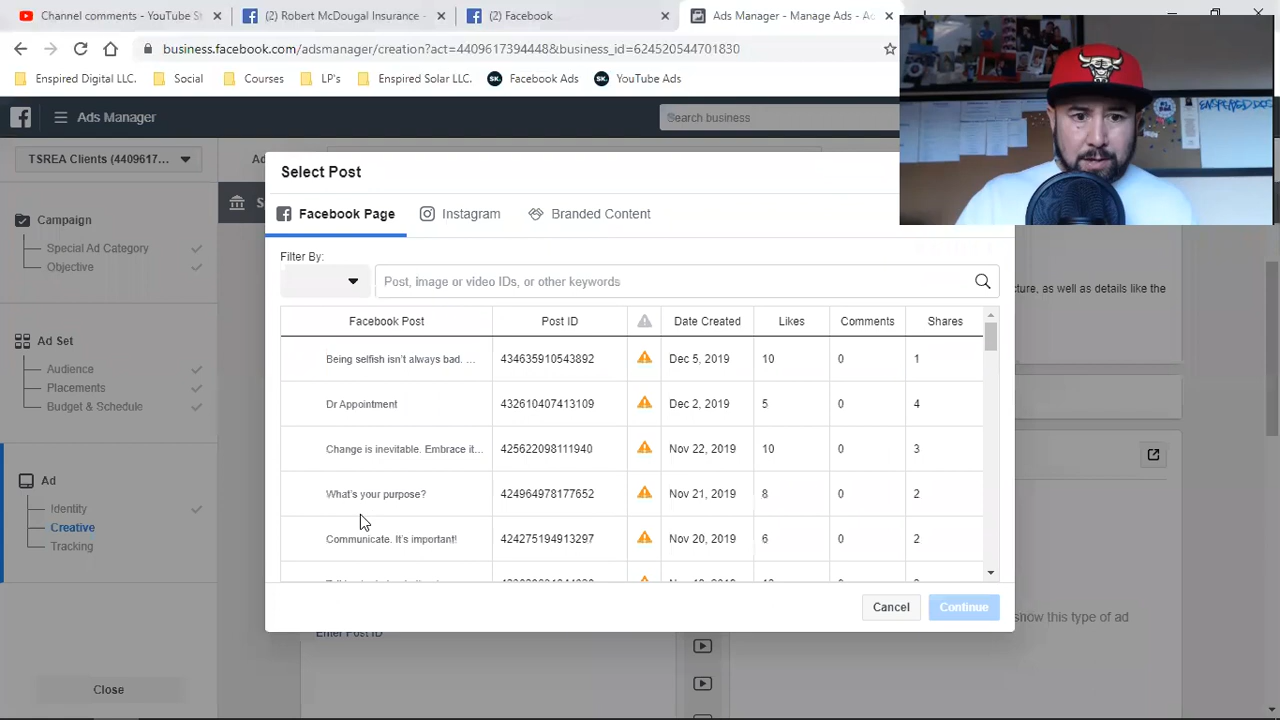 content comments - YouTube S
(2) Robert McDougal Insurance
(2) Facebook
Ads Manager - Manage Ads - A
business.facebook.com/adsmanager/creation?act=440961739448&business_id=624520544701830
Enspired Digital LLC.
Social
Courses
LP's
Enspired Solar LLC.
SK.
Facebook Ads
SK.
YouTube Ads
Ads Manager
Search business
TSREA Clients (4409617...
Ad
S
Campaign
Special Ad Category
Objective
Ad Set
Audience
Placements
Budget & Schedule
Ad
Identity
Creative
Tracking
Close
Select Post
Facebook Page
Instagram
Branded Content
Filter By:
Post, image or video IDs, or other keywords
Facebook Post Post ID Date Created Likes Comments Shares
Being selfish isn't always bad. ... 434635910543892 Dec 5, 2019 10 0 1
Dr Appointment 432610407413109 Dec 2, 2019 5 0 4
Change is inevitable. Embrace it... 425622098111940 Nov 22, 2019 10 0 3
What's your purpose? 424964978177652 Nov 21, 2019 8 0 2
Communicate. It's important! 424275194913297 Nov 20, 2019 6 0 2
Cancel
Continue
Enter Post ID
cture, as well as details like the
show this type of ad